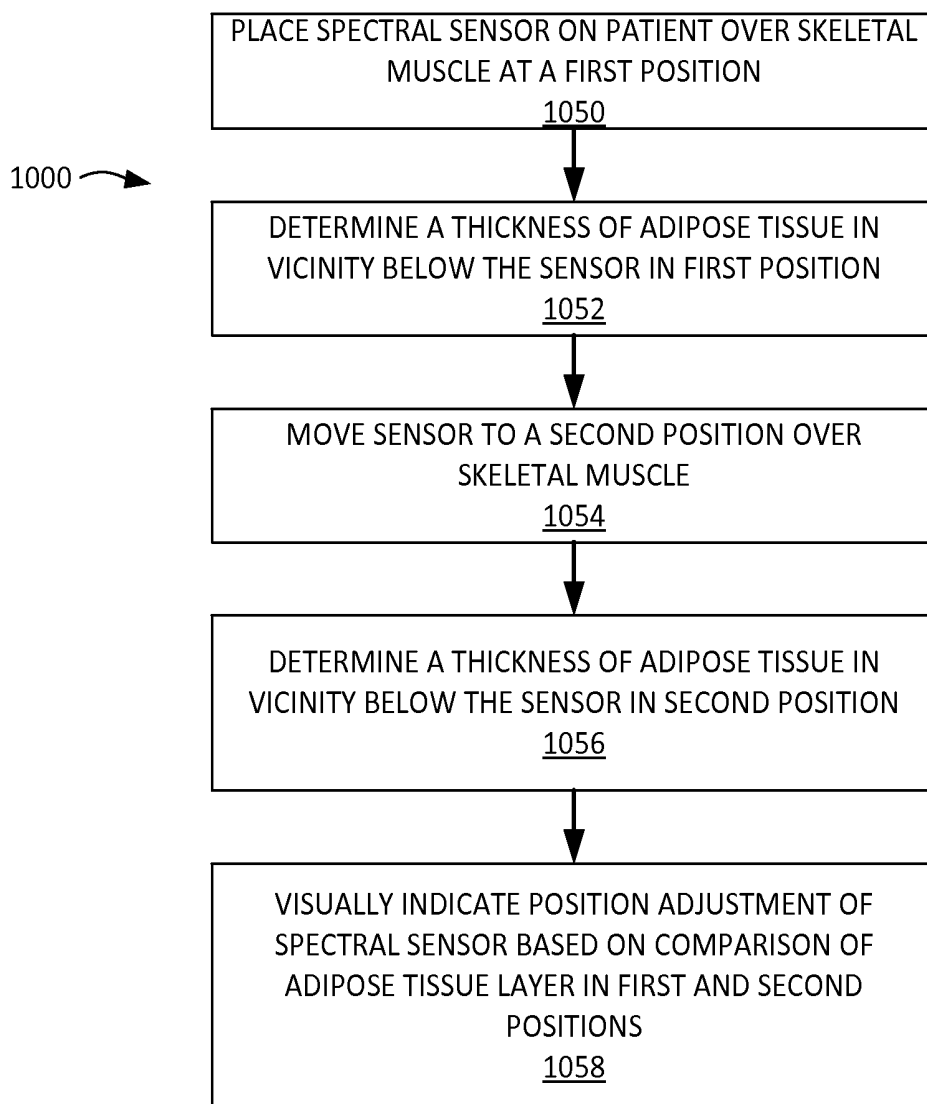 PLACE SPECTRAL SENSOR ON PATIENT OVER SKELETAL
MUSCLE AT A FIRST POSITION
1050
1000
DETERMINE A THICKNESS OF ADIPOSE TISSUE IN
VICINITY BELOW THE SENSOR IN FIRST POSITION
1052
MOVE SENSOR TO A SECOND POSITION OVER
SKELETAL MUSCLE
1054
DETERMINE A THICKNESS OF ADIPOSE TISSUE IN
VICINITY BELOW THE SENSOR IN SECOND POSITION
1056
VISUALLY INDICATE POSITION ADJUSTMENT OF
SPECTRAL SENSOR BASED ON COMPARISON OF
ADIPOSE TISSUE LAYER IN FIRST AND SECOND
POSITIONS
1058